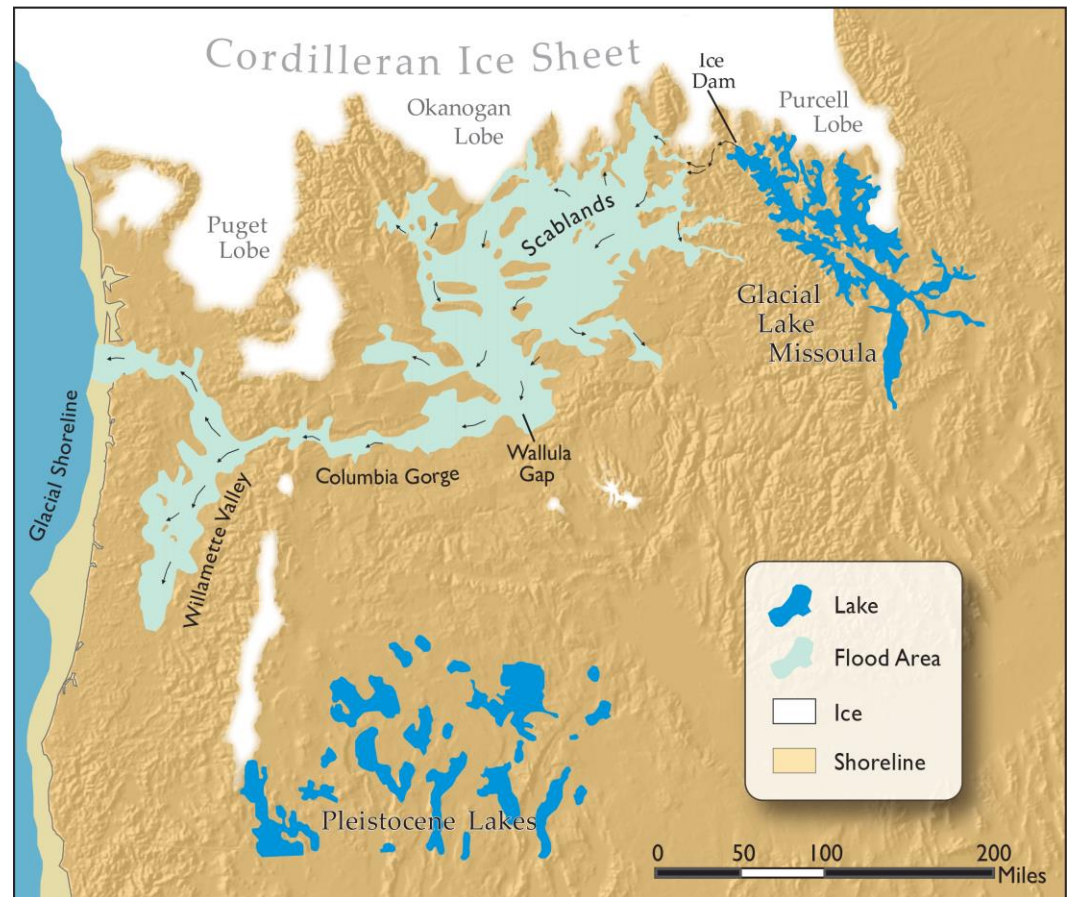 Cordilleran Ice Sheet
Ice
Dam
Okanogan
Lobe
Purcell
Lobe
Puget
Lobe
Scablands
Glacial
Lake
Missoula
Glacial Shoreline
Wallula
Gap
Columbia Gorge
Willamette Valley
Pleistocene Lakes
Lake
Flood Area
Ice
Shoreline
0 50 100 200
Miles